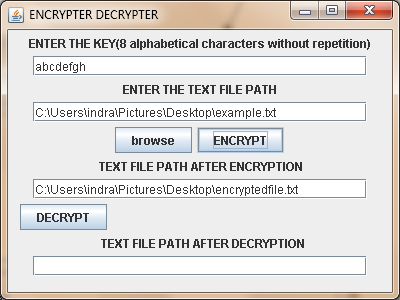 ENCRYPTER DECRYPTER
ENTER THE KEY(8 alphabetical characters without repetition)
abcdefgh
ENTER THE TEXT FILE PATH
C:\Users\indra\Pictures\Desktop\example.txt
browse ENCRYPT
TEXT FILE PATH AFTER ENCRYPTION
C:\Users\indra\Pictures\Desktop\encryptedfile.txt
DECRYPT
TEXT FILE PATH AFTER DECRYPTION